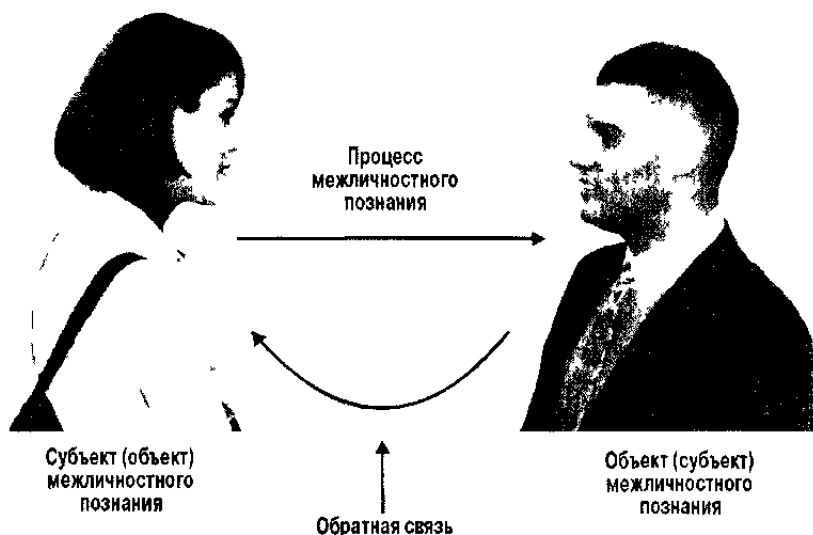 Процесс
межличностного
познания
Субъект (объект)
межличностного
познания
Объект (субъект)
межличностного
познания
Обратная связь